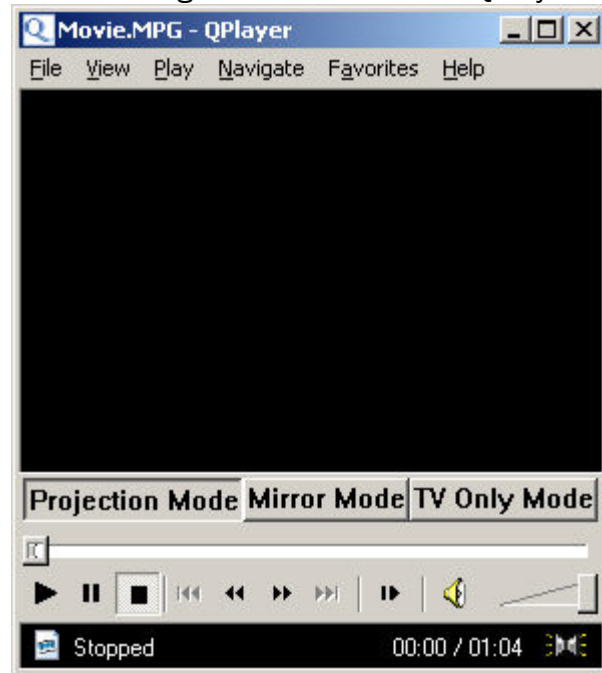 Movie.MPG - QPlayer
File View Play Navigate Favorites Help
Projection Mode Mirror Mode TV Only Mode
Stopped 00:00 / 01:04